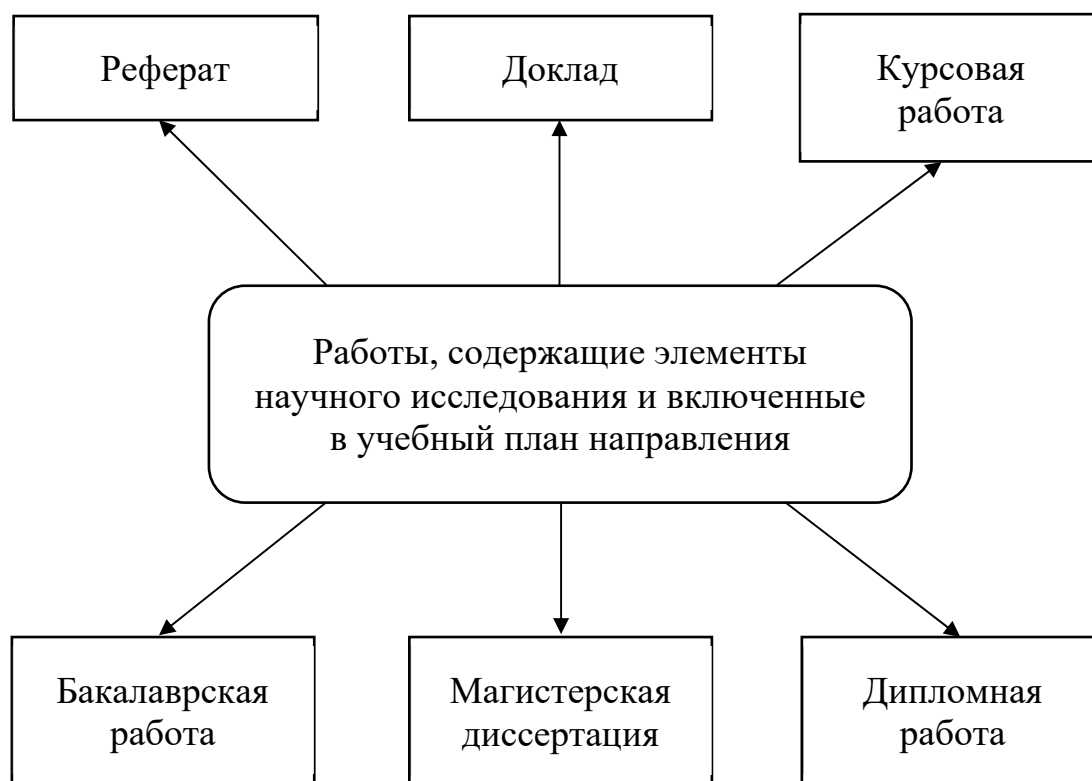 Реферат
Доклад
Курсовая
работа
Работы, содержащие элементы
научного исследования и включенные
в учебный план направления
Бакалаврская
работа
Магистерская
диссертация
Дипломная
работа